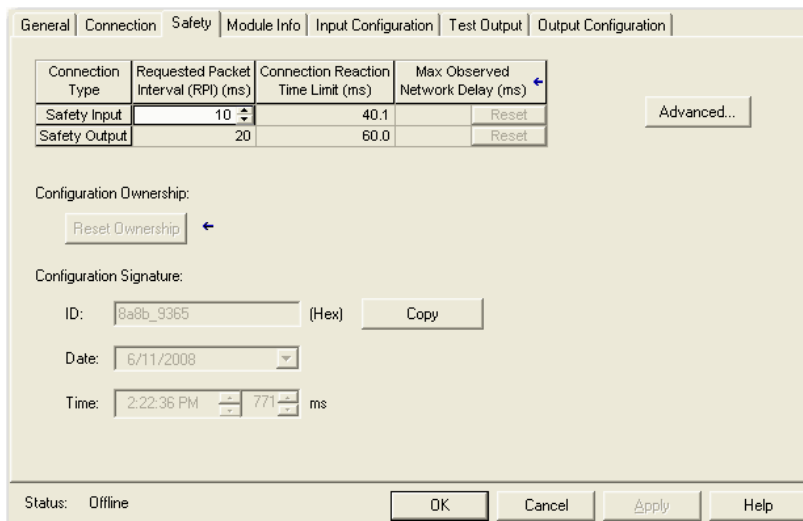 General Connection Safety Module Info Input Configuration Test Output Output Configuration
Connection Type Requested Packet Interval (RPI) (ms) Connection Reaction Time Limit (ms) Max Observed Network Delay (ms)
Safety Input 10 40.1 Reset
Safety Output 20 60.0 Reset
Advanced...
Configuration Ownership:
Reset Ownership
Configuration Signature:
ID: 8a8b_9365 (Hex) Copy
Date: 6/11/2008
Time: 2:22:36 PM 771 ms
Status: Offline OK Cancel Apply Help